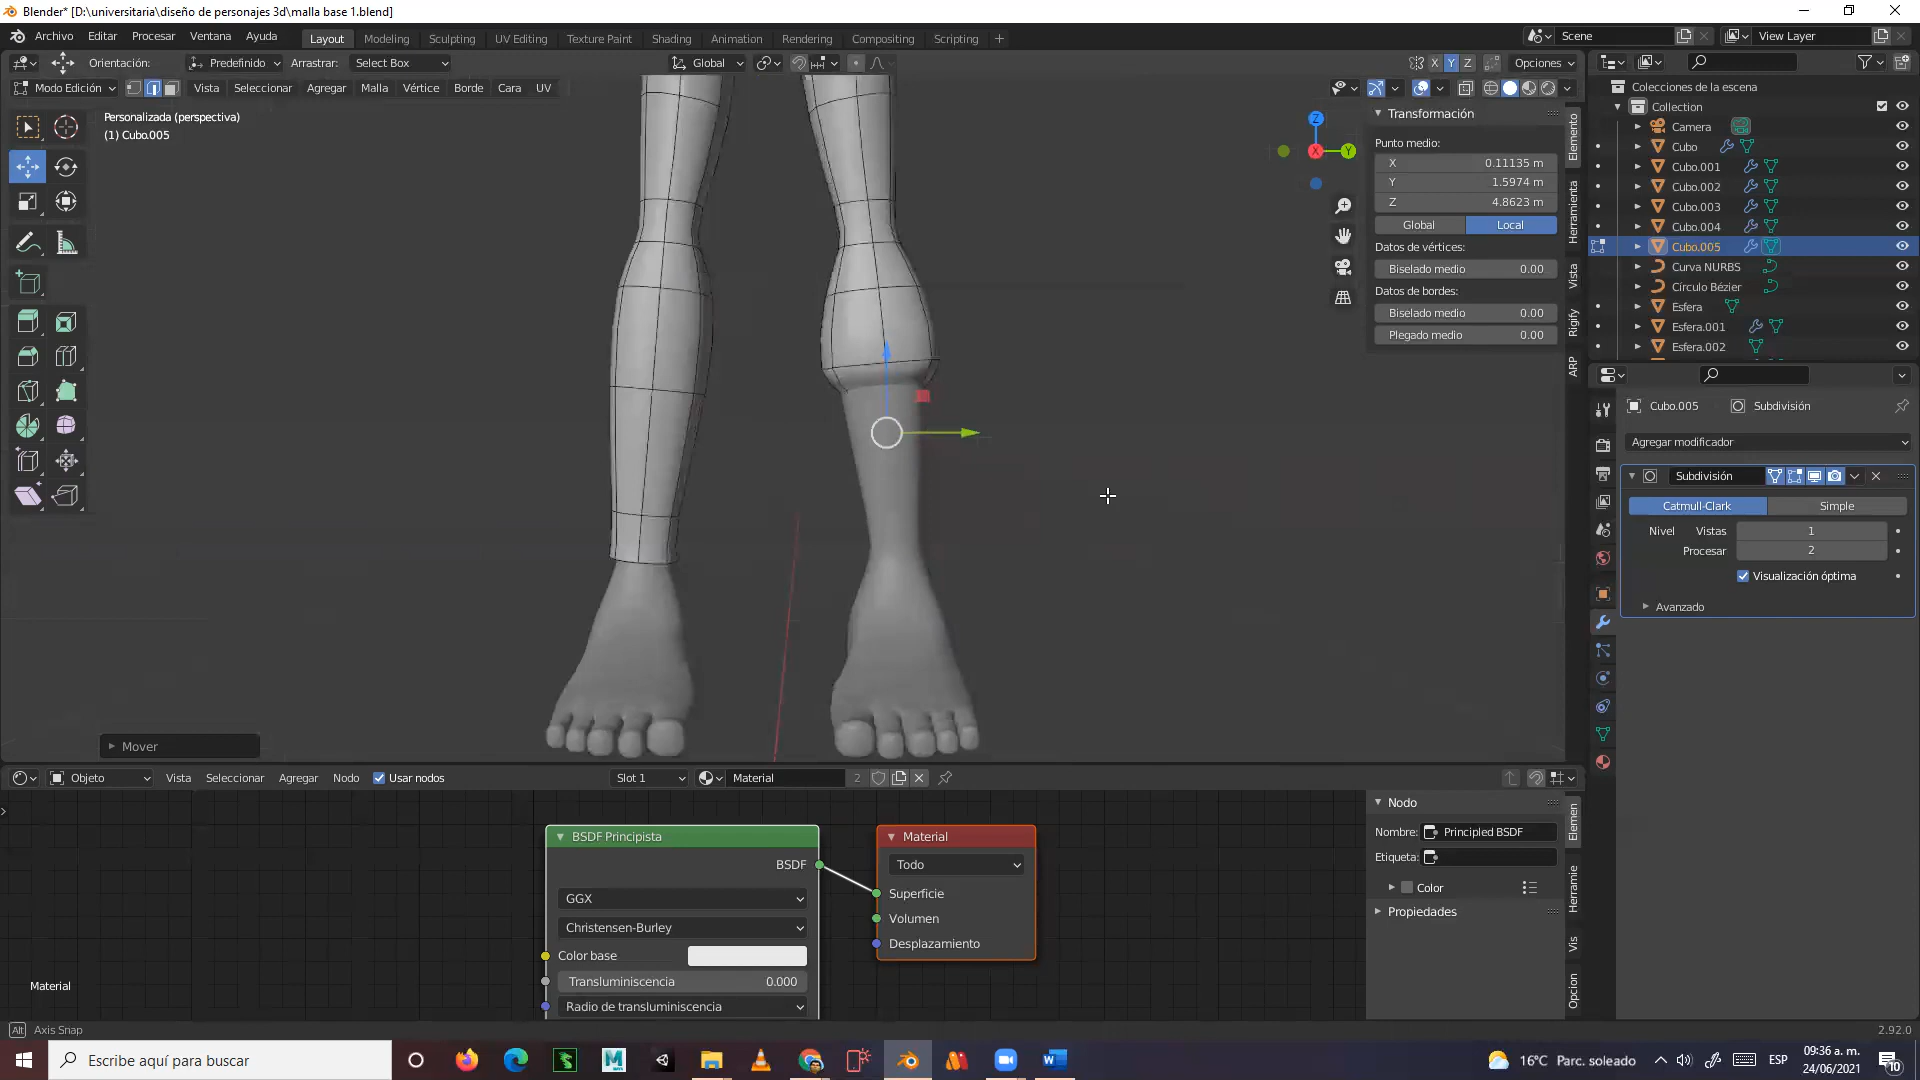 Blender* [D:\universitaria\diseño de personajes 3d\malla base 1.blend]
Archivo Editar Procesar Ventana Ayuda Layout Modeling Sculpting UV Editing Texture Paint Shading Animation Rendering Compositing Scripting + Scene View Layer
Orientación: Predefinido Arrastrar: Select Box Global X Y Z Opciones
Modo Edición Vista Seleccionar Agregar Malla Vértice Borde Cara UV
Personalizada (perspectiva)
(1) Cubo.005
Z
X
Y
Transformación
Punto medio:
X 0.11135 m
Y 1.5974 m
Z 4.8623 m
Global Local
Datos de vértices:
Biselado medio 0.00
Datos de bordes:
Biselado medio 0.00
Plegado medio 0.00
Elemento
Herramienta
Vista
Rigify
ARP
Colecciones de la escena
Collection
Camera
Cubo
Cubo.001
Cubo.002
Cubo.003
Cubo.004
Cubo.005
Curva NURBS
Círculo Bézier
Esfera
Esfera.001
Esfera.002
Cubo.005 Subdivisión
Agregar modificador
Subdivisión
Catmull-Clark Simple
Nivel Vistas 1
Procesar 2
Visualización óptima
Avanzado
Mover
Objeto Vista Seleccionar Agregar Nodo Usar nodos Slot 1 Material 2
BSDF Principista
BSDF
GGX
Christensen-Burley
Color base
Transluminiscencia 0.000
Radio de transluminiscencia
Material
Todo
Superficie
Volumen
Desplazamiento
Nodo
Nombre: Principled BSDF
Etiqueta:
Color
Propiedades
Elemen
Herramie
Vis
Opcion
Material
Alt Axis Snap 2.92.0
Escribe aquí para buscar
16°C Parc. soleado ESP 09:36 a. m.
24/06/2021
10